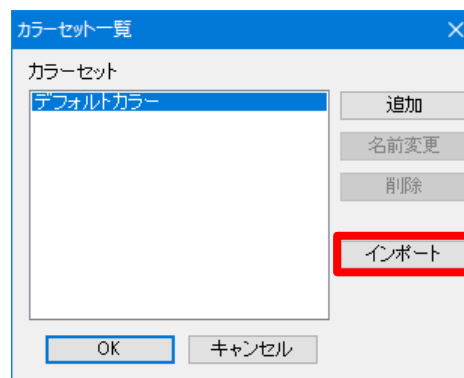 カラーセット一覧
カラーセット
デフォルトカラー
追加
名前変更
削除
インポート
OK
キャンセル